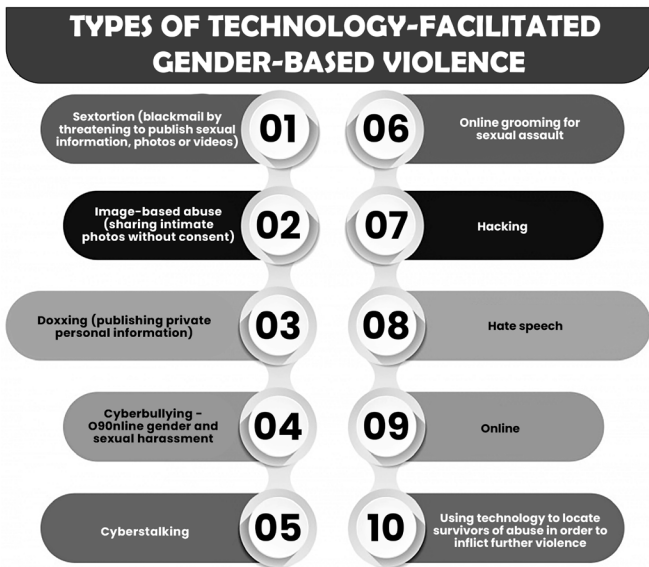 TYPES OF TECHNOLOGY-FACILITATED
GENDER-BASED VIOLENCE
Sextortion (blackmail by
threatening to publish sexual
information, photos or videos)
01
Image-based abuse
(sharing intimate
photos without consent)
02
Doxxing (publishing private
personal information)
03
Cyberbullying -
O90nline gender and
sexual harassment
04
Cyberstalking
05
06
Online grooming for
sexual assault
07
Hacking
08
Hate speech
09
Online
10
Using technology to locate
survivors of abuse in order to
inflict further violence